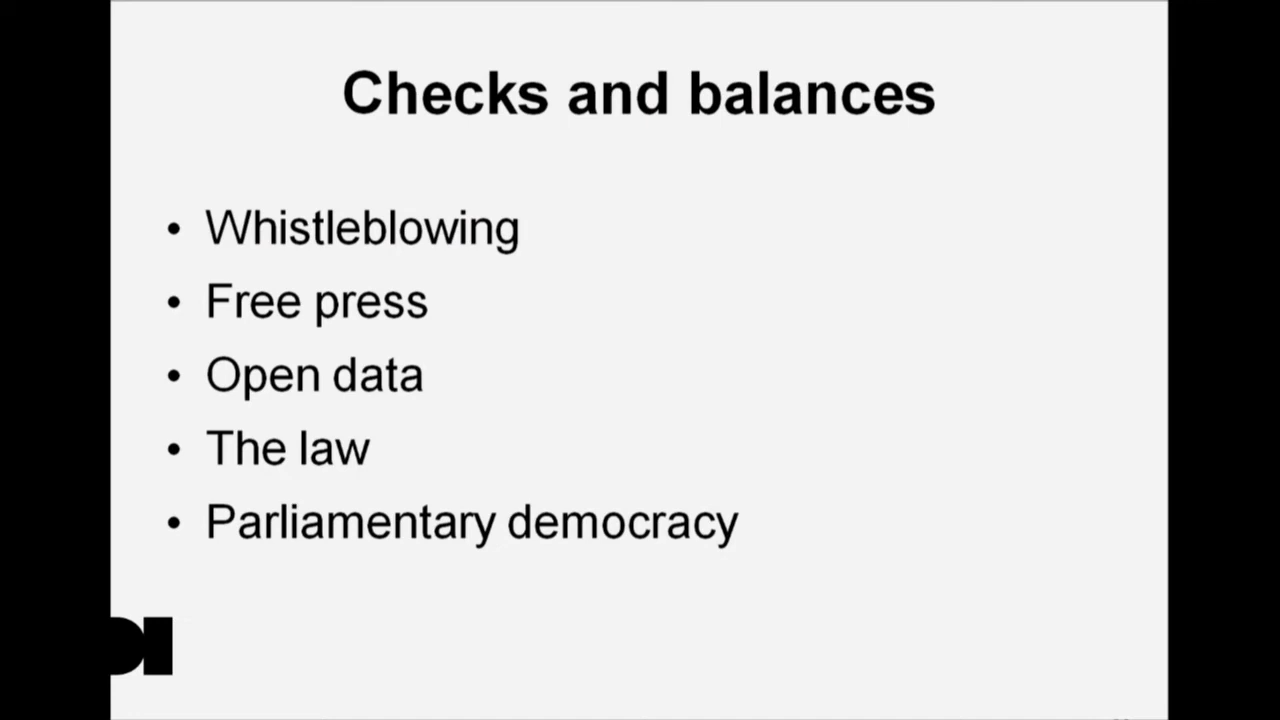 Checks and balances
• Whistleblowing
• Free press
• Open data
• The law
• Parliamentary democracy